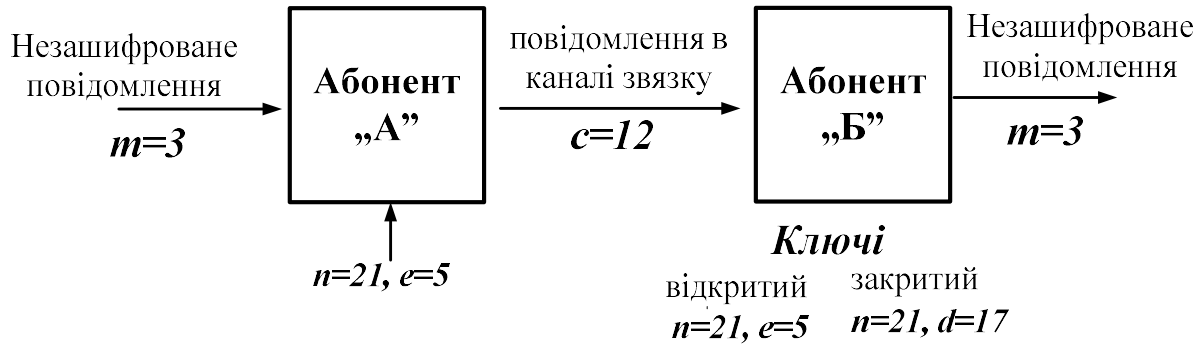 Незашифроване
повідомлення
m=3
Абонент
„А”
повідомлення в
каналі звязку
c=12
Абонент
„Б”
Незашифроване
повідомлення
m=3
n=21, e=5
Ключі
відкритий
n=21, e=5
закритий
n=21, d=17